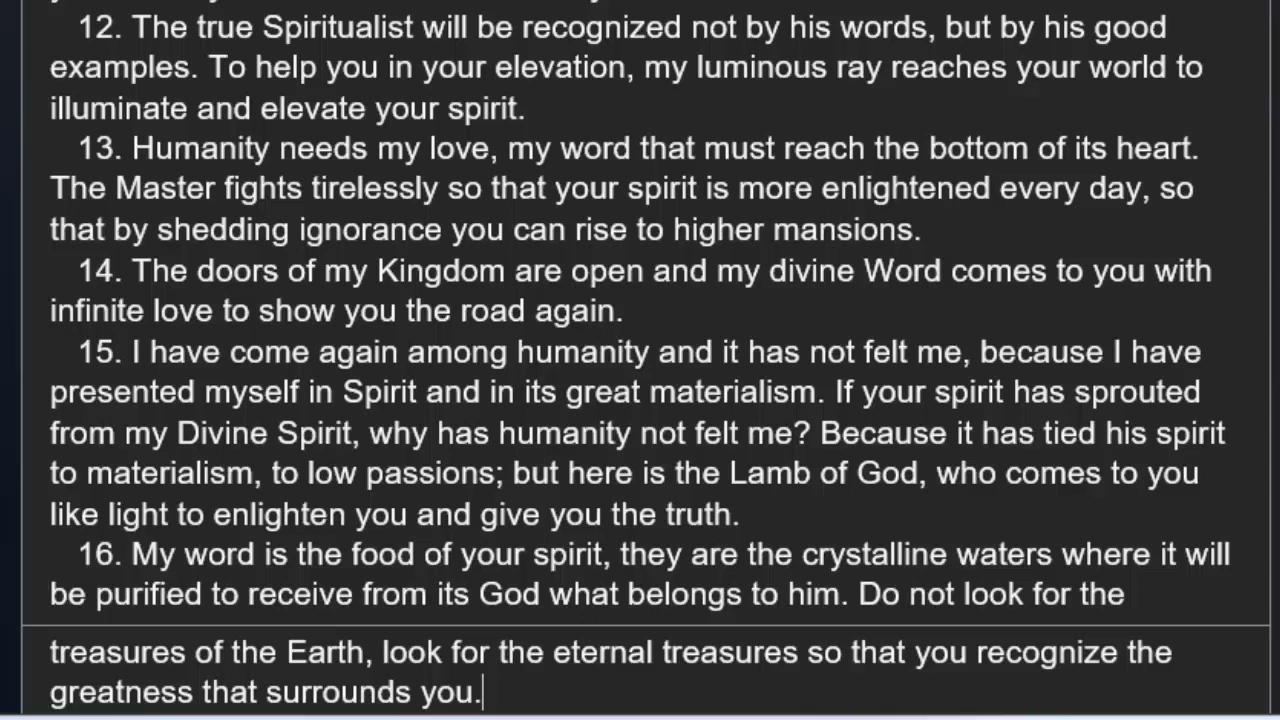 12. The true Spiritualist will be recognized not by his words, but by his good
examples. To help you in your elevation, my luminous ray reaches your world to
illuminate and elevate your spirit.
13. Humanity needs my love, my word that must reach the bottom of its heart.
The Master fights tirelessly so that your spirit is more enlightened every day, so
that by shedding ignorance you can rise to higher mansions.
14. The doors of my Kingdom are open and my divine Word comes to you with
infinite love to show you the road again.
15. I have come again among humanity and it has not felt me, because I have
presented myself in Spirit and in its great materialism. If your spirit has sprouted
from my Divine Spirit, why has humanity not felt me? Because it has tied his spirit
to materialism, to low passions; but here is the Lamb of God, who comes to you
like light to enlighten you and give you the truth.
16. My word is the food of your spirit, they are the crystalline waters where it will
be purified to receive from its God what belongs to him. Do not look for the
treasures of the Earth, look for the eternal treasures so that you recognize the
greatness that surrounds you.